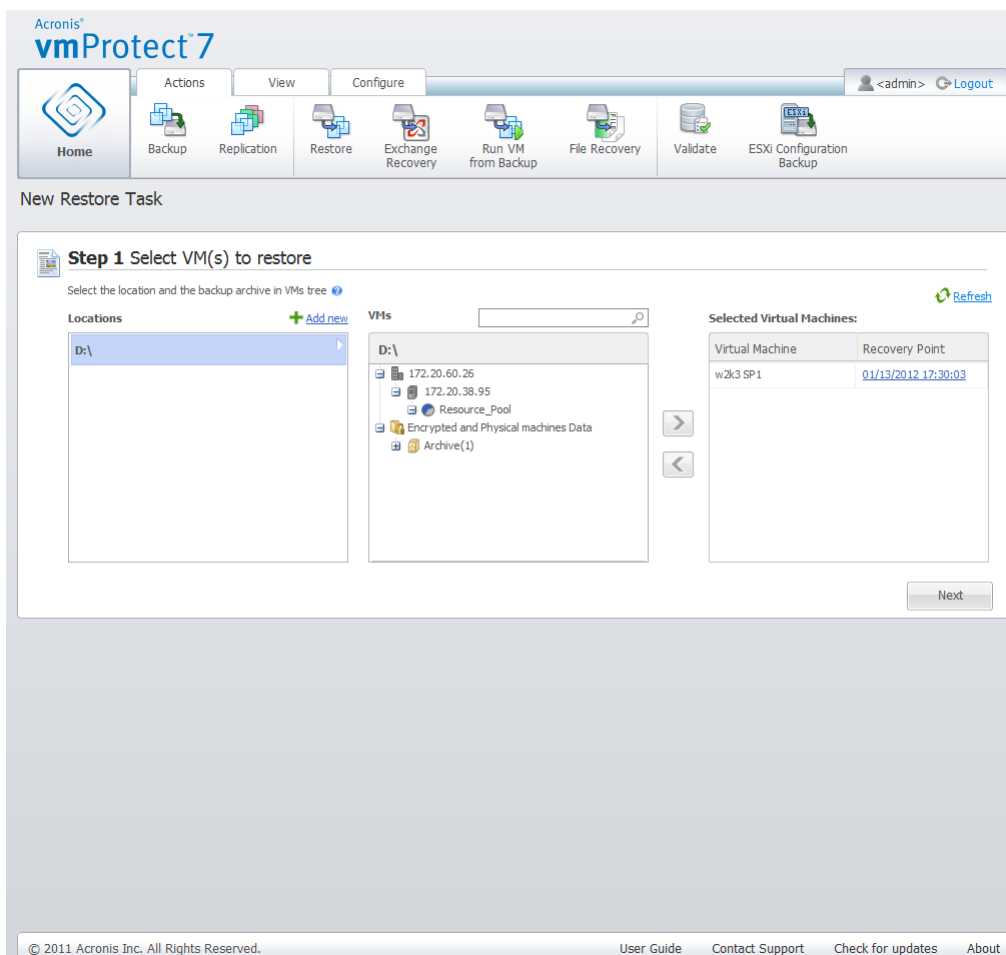 Acronis®
vmProtect™7
Actions View Configure
<admin> Logout
Home
Backup
Replication
Restore
Exchange Recovery
Run VM from Backup
File Recovery
Validate
ESXi Configuration Backup
ESXi
New Restore Task
Step 1 Select VM(s) to restore
Select the location and the backup archive in VMs tree
Refresh
Locations
Add new
D:\
VMs
D:\
172.20.60.26
172.20.38.95
Resource_Pool
Encrypted and Physical machines Data
Archive(1)
Selected Virtual Machines:
Virtual Machine Recovery Point
w2k3 SP1 01/13/2012 17:30:03
Next
© 2011 Acronis Inc. All Rights Reserved.
User Guide Contact Support Check for updates About